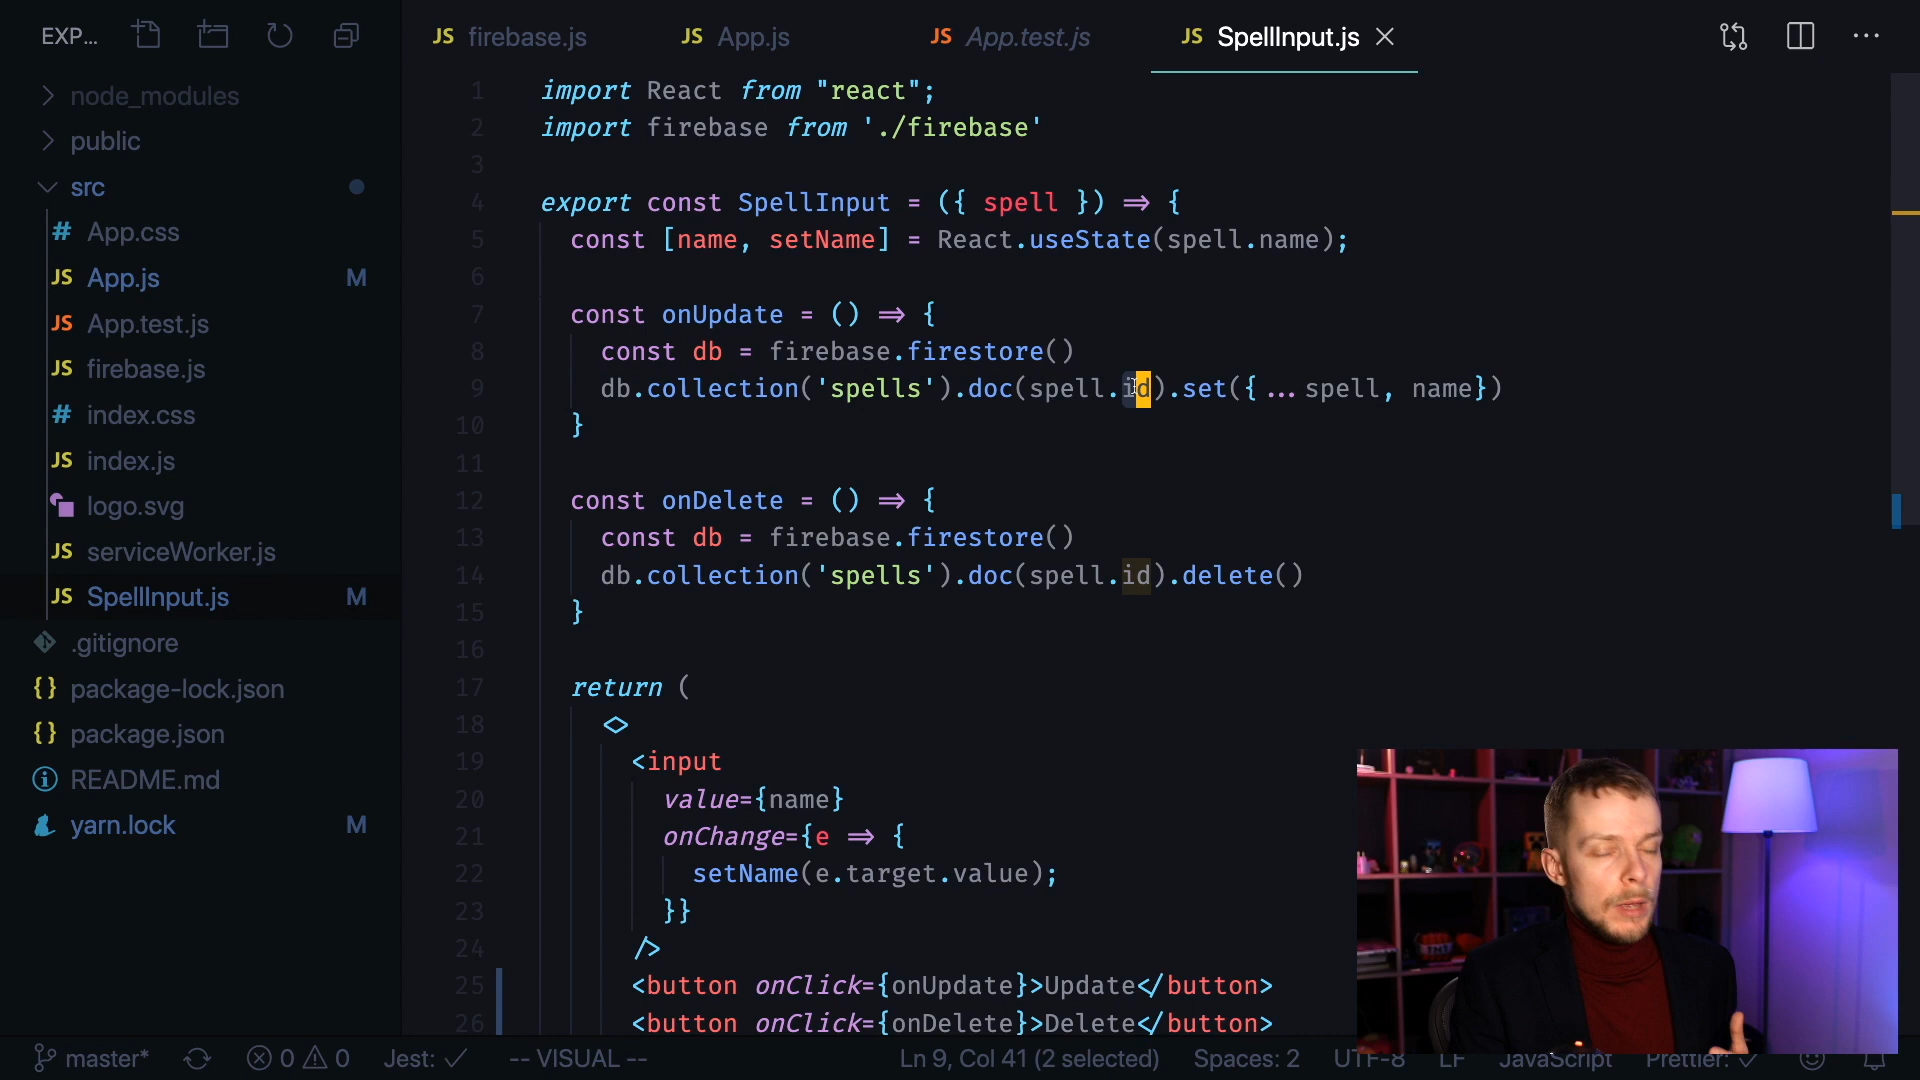 EXP...
JS firebase.js
JS App.js
JS App.test.js
JS SpellInput.js
node_modules
public
src
# App.css
JS App.js M
JS App.test.js
JS firebase.js
# index.css
JS index.js
logo.svg
JS serviceWorker.js
JS SpellInput.js M
.gitignore
{} package-lock.json
{} package.json
README.md
yarn.lock M
1 import React from "react";
2 import firebase from './firebase'
3
4 export const SpellInput = ({ spell }) => {
5 const [name, setName] = React.useState(spell.name);
6
7 const onUpdate = () => {
8 const db = firebase.firestore()
9 db.collection('spells').doc(spell.id).set({...spell, name})
10 }
11
12 const onDelete = () => {
13 const db = firebase.firestore()
14 db.collection('spells').doc(spell.id).delete()
15 }
16
17 return (
18 <>
19 <input
20 value={name}
21 onChange={e => {
22 setName(e.target.value);
23 }}
24 />
25 <button onClick={onUpdate}>Update</button>
26 <button onClick={onDelete}>Delete</button>
master* 0 0 Jest: ✓ -- VISUAL -- Ln 9, Col 41 (2 selected) Spaces: 2 UTF-8 LF JavaScript Prettier: ✓